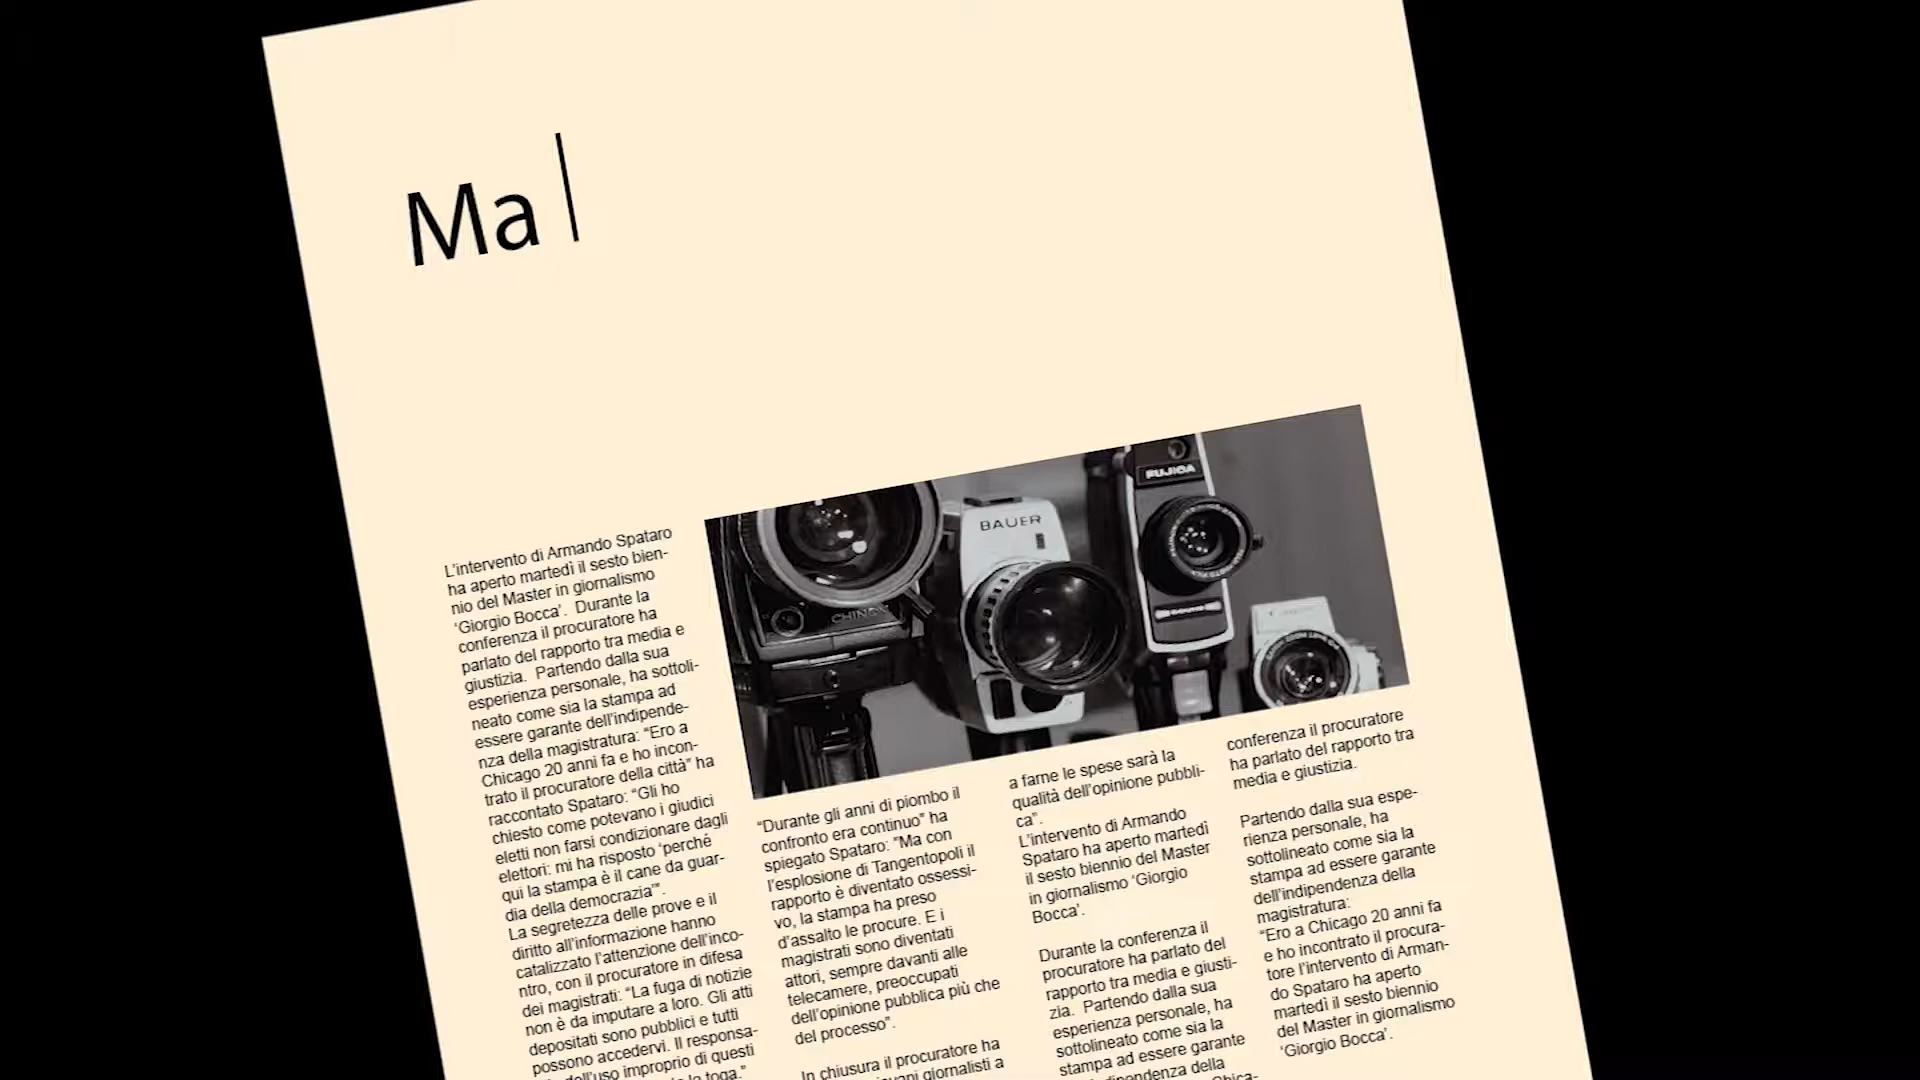 Ma
L'intervento di Armando Spataro
ha aperto martedì il sesto bien-
nio del Master in giornalismo
‘Giorgio Bocca’. Durante la
conferenza il procuratore ha
parlato del rapporto tra media e
giustizia. Partendo dalla sua
esperienza personale, ha sottoli-
neato come sia la stampa ad
essere garante dell’indipende-
nza della magistratura: “Ero a
Chicago 20 anni fa e ho incon-
trato il procuratore della città” ha
raccontato Spataro: “Gli ho
chiesto come potevano i giudici
eletti non farsi condizionare dagli
elettori: mi ha risposto ‘perché
qui la stampa è il cane da guar-
dia della democrazia’”.
La segretezza delle prove e il
diritto all’informazione hanno
catalizzato l’attenzione dell’inco-
ntro, con il procuratore in difesa
dei magistrati: “La fuga di notizie
non è da imputare a loro. Gli atti
depositati sono pubblici e tutti
possono accedervi. Il responsa-
dell’uso improprio di questi
la toga.”
BAUER
FUJICA
“Durante gli anni di piombo il
confronto era continuo” ha
spiegato Spataro: “Ma con
l’esplosione di Tangentopoli il
rapporto è diventato ossessi-
vo, la stampa ha preso
d’assalto le procure. E i
magistrati sono diventati
attori, sempre davanti alle
telecamere, preoccupati
dell’opinione pubblica più che
del processo”.
In chiusura il procuratore ha
giornalisti a
a farne le spese sarà la
qualità dell’opinione pubbli-
ca”.
L’intervento di Armando
Spataro ha aperto martedì
il sesto biennio del Master
in giornalismo ‘Giorgio
Bocca’.
Durante la conferenza il
procuratore ha parlato del
rapporto tra media e giusti-
zia. Partendo dalla sua
esperienza personale, ha
sottolineato come sia la
stampa ad essere garante
della
conferenza il procuratore
ha parlato del rapporto tra
media e giustizia.
Partendo dalla sua espe-
rienza personale, ha
sottolineato come sia la
stampa ad essere garante
dell’indipendenza della
magistratura:
“Ero a Chicago 20 anni fa
e ho incontrato il procura-
tore l’intervento di Arman-
do Spataro ha aperto
martedì il sesto biennio
del Master in giornalismo
‘Giorgio Bocca’.